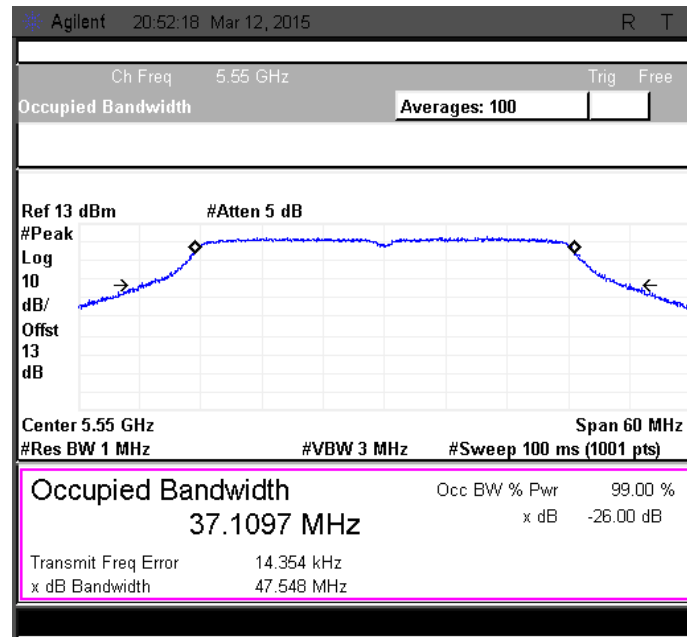 Agilent 20:52:18 Mar 12, 2015 R T
Ch Freq 5.55 GHz Trig Free
Occupied Bandwidth Averages: 100
Ref 13 dBm #Atten 5 dB
#Peak
Log
10
dB/
Offst
13
dB
Center 5.55 GHz Span 60 MHz
#Res BW 1 MHz #VBW 3 MHz #Sweep 100 ms (1001 pts)
Occupied Bandwidth Occ BW % Pwr 99.00 %
37.1097 MHz x dB -26.00 dB
Transmit Freq Error 14.354 kHz
x dB Bandwidth 47.548 MHz